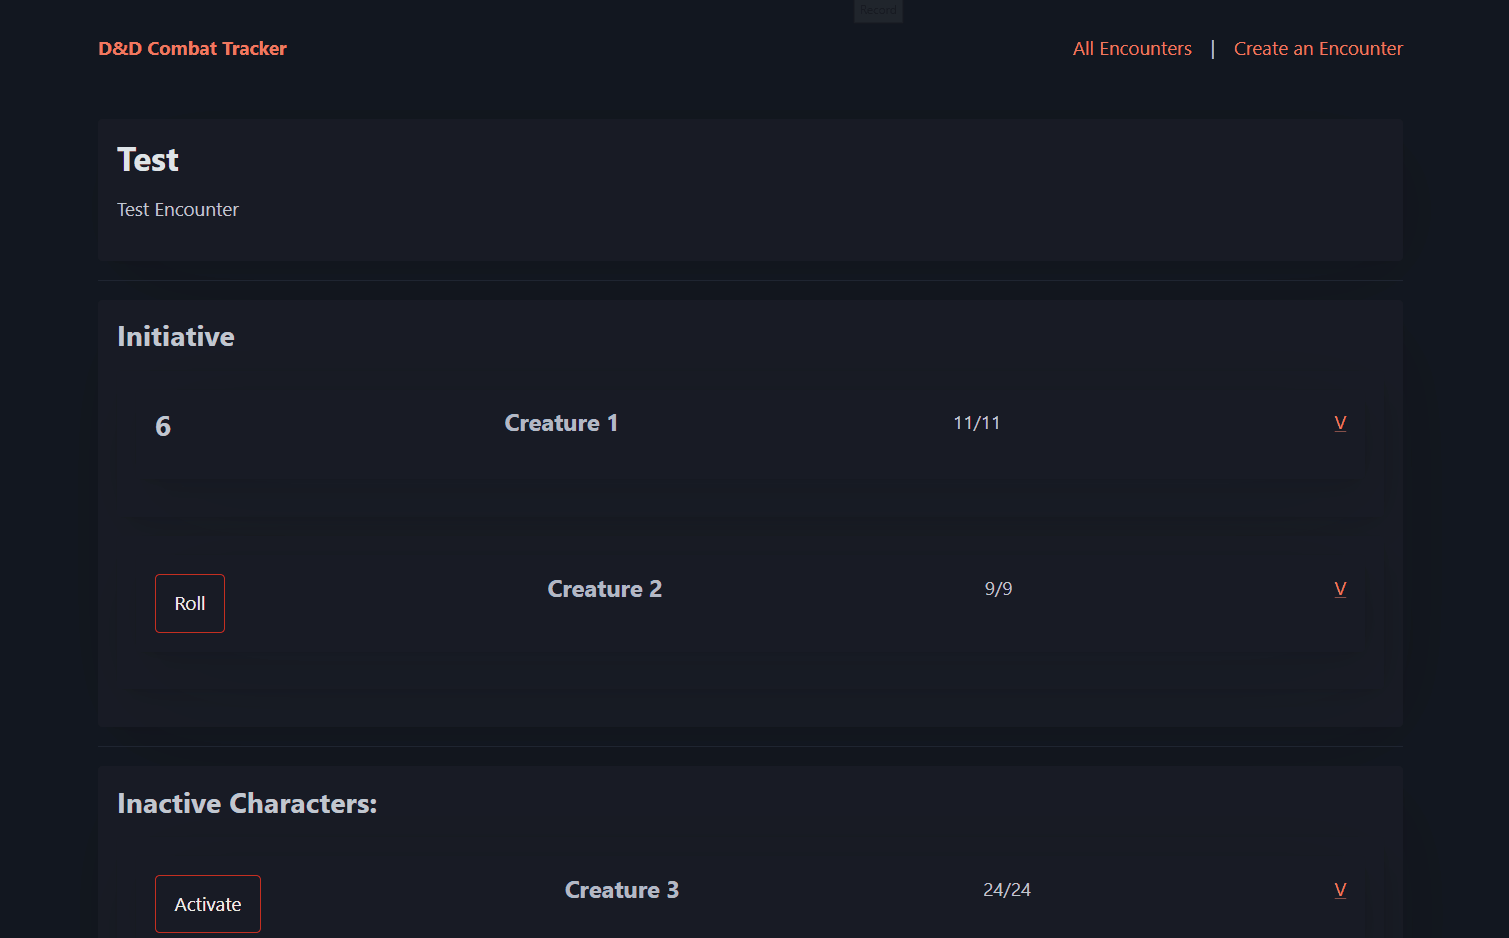 Record
D&D Combat Tracker
All Encounters | Create an Encounter
Test
Test Encounter
Initiative
6 Creature 1 11/11 V
Roll Creature 2 9/9 V
Inactive Characters:
Activate Creature 3 24/24 V